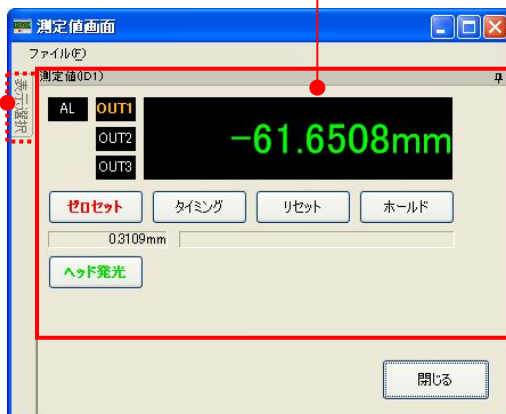 測定値画面
ファイル(F)
表示選択
測定値(D1)
AL OUT1
OUT2
OUT3
-61.6508mm
ゼロセット タイミング リセット ホールド
0.3109mm
ヘッド発光
閉じる